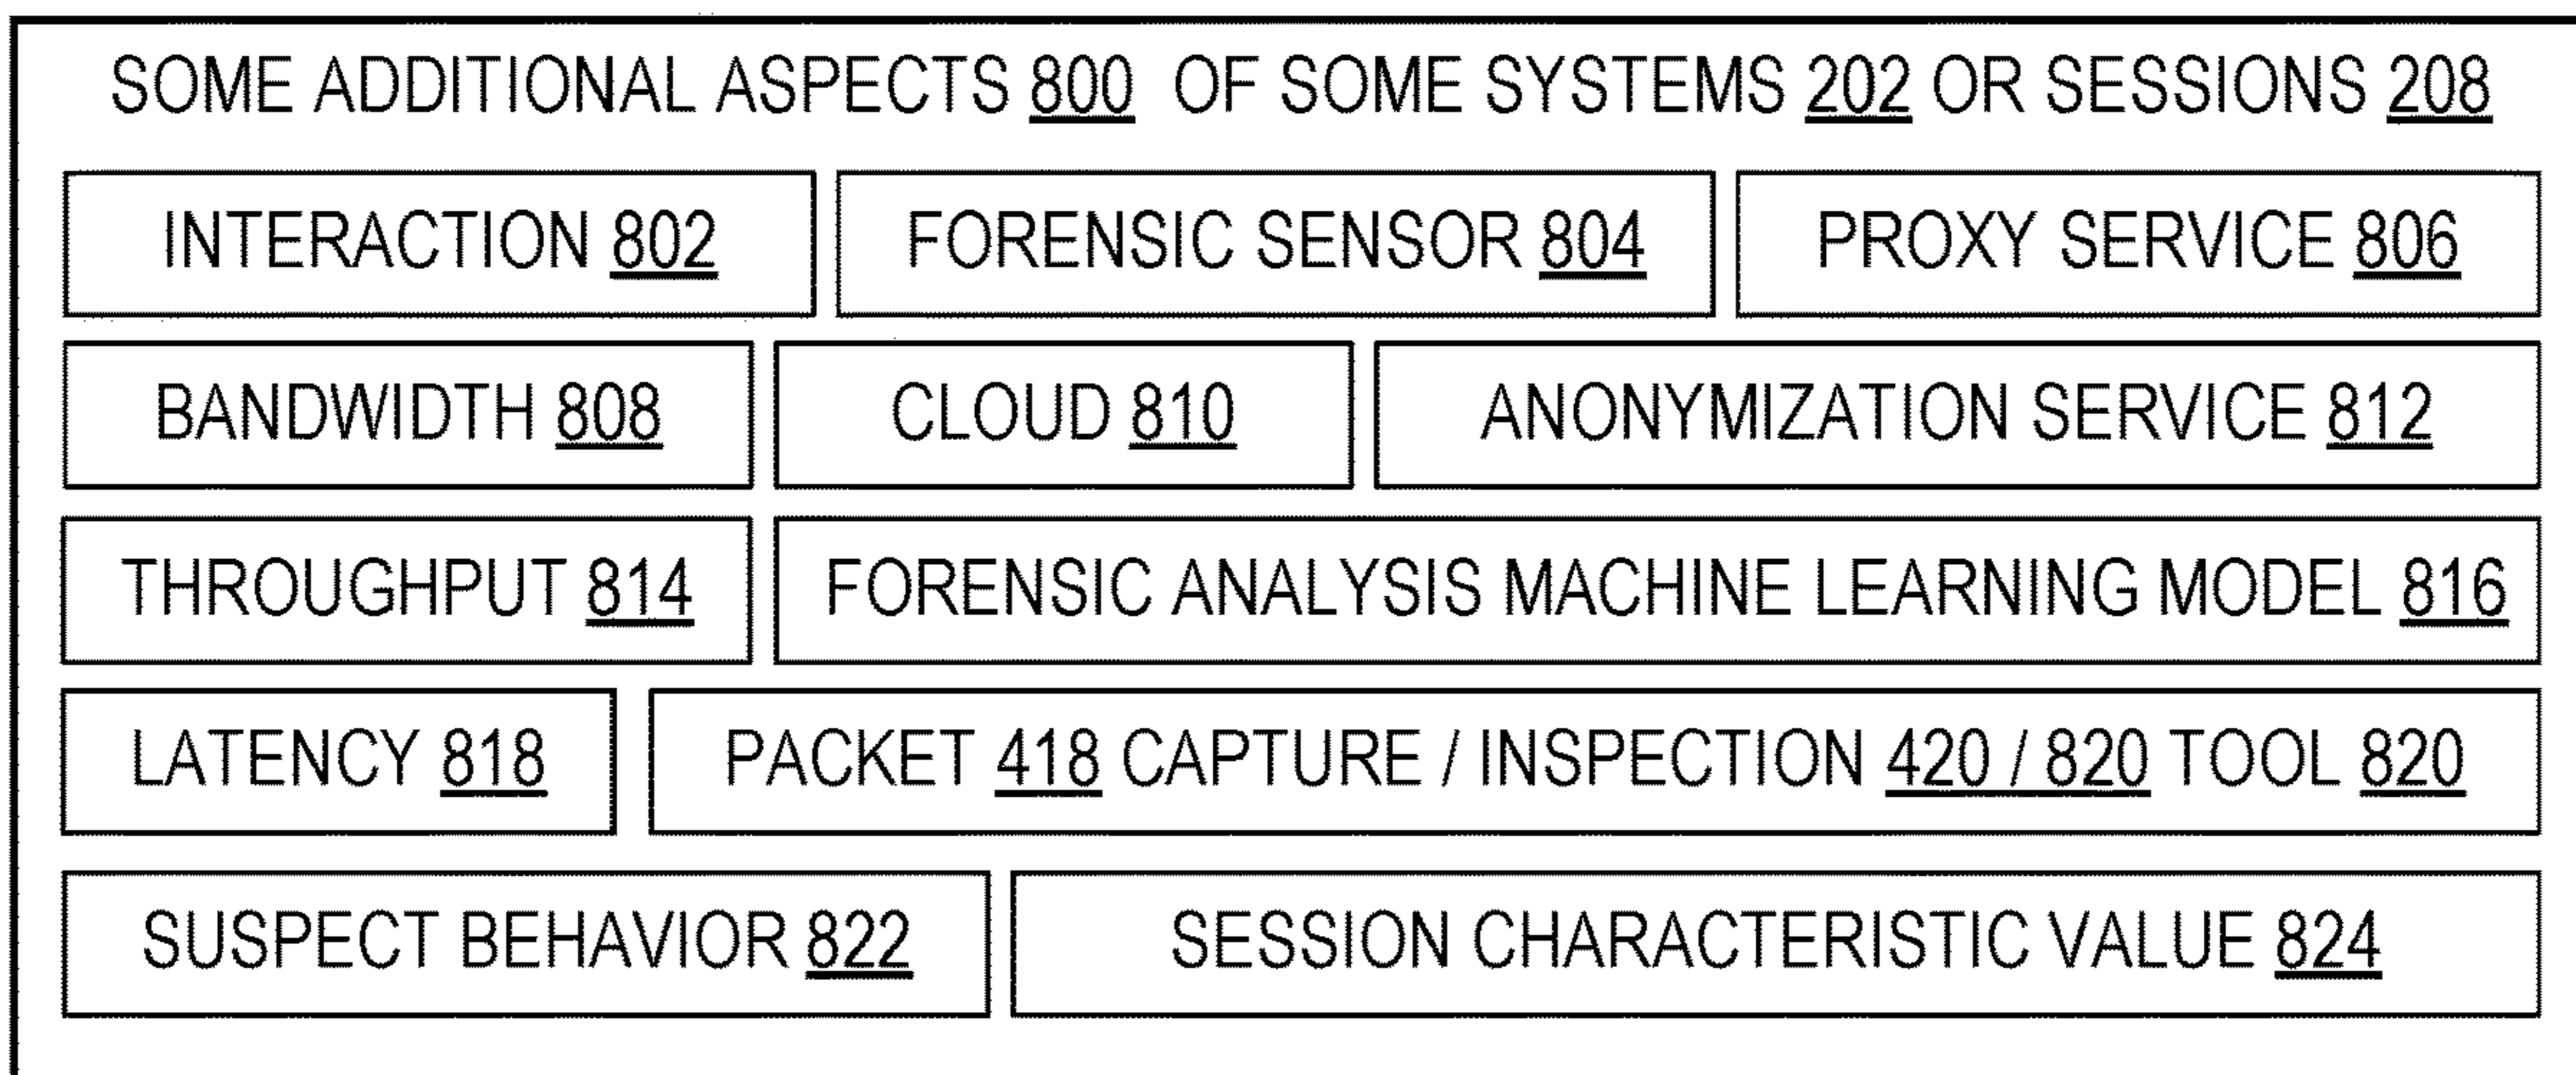 SOME ADDITIONAL ASPECTS 800 OF SOME SYSTEMS 202 OR SESSIONS 208
INTERACTION 802
FORENSIC SENSOR 804
PROXY SERVICE 806
BANDWIDTH 808
CLOUD 810
ANONYMIZATION SERVICE 812
THROUGHPUT 814
FORENSIC ANALYSIS MACHINE LEARNING MODEL 816
LATENCY 818
PACKET 418 CAPTURE / INSPECTION 420 / 820 TOOL 820
SUSPECT BEHAVIOR 822
SESSION CHARACTERISTIC VALUE 824